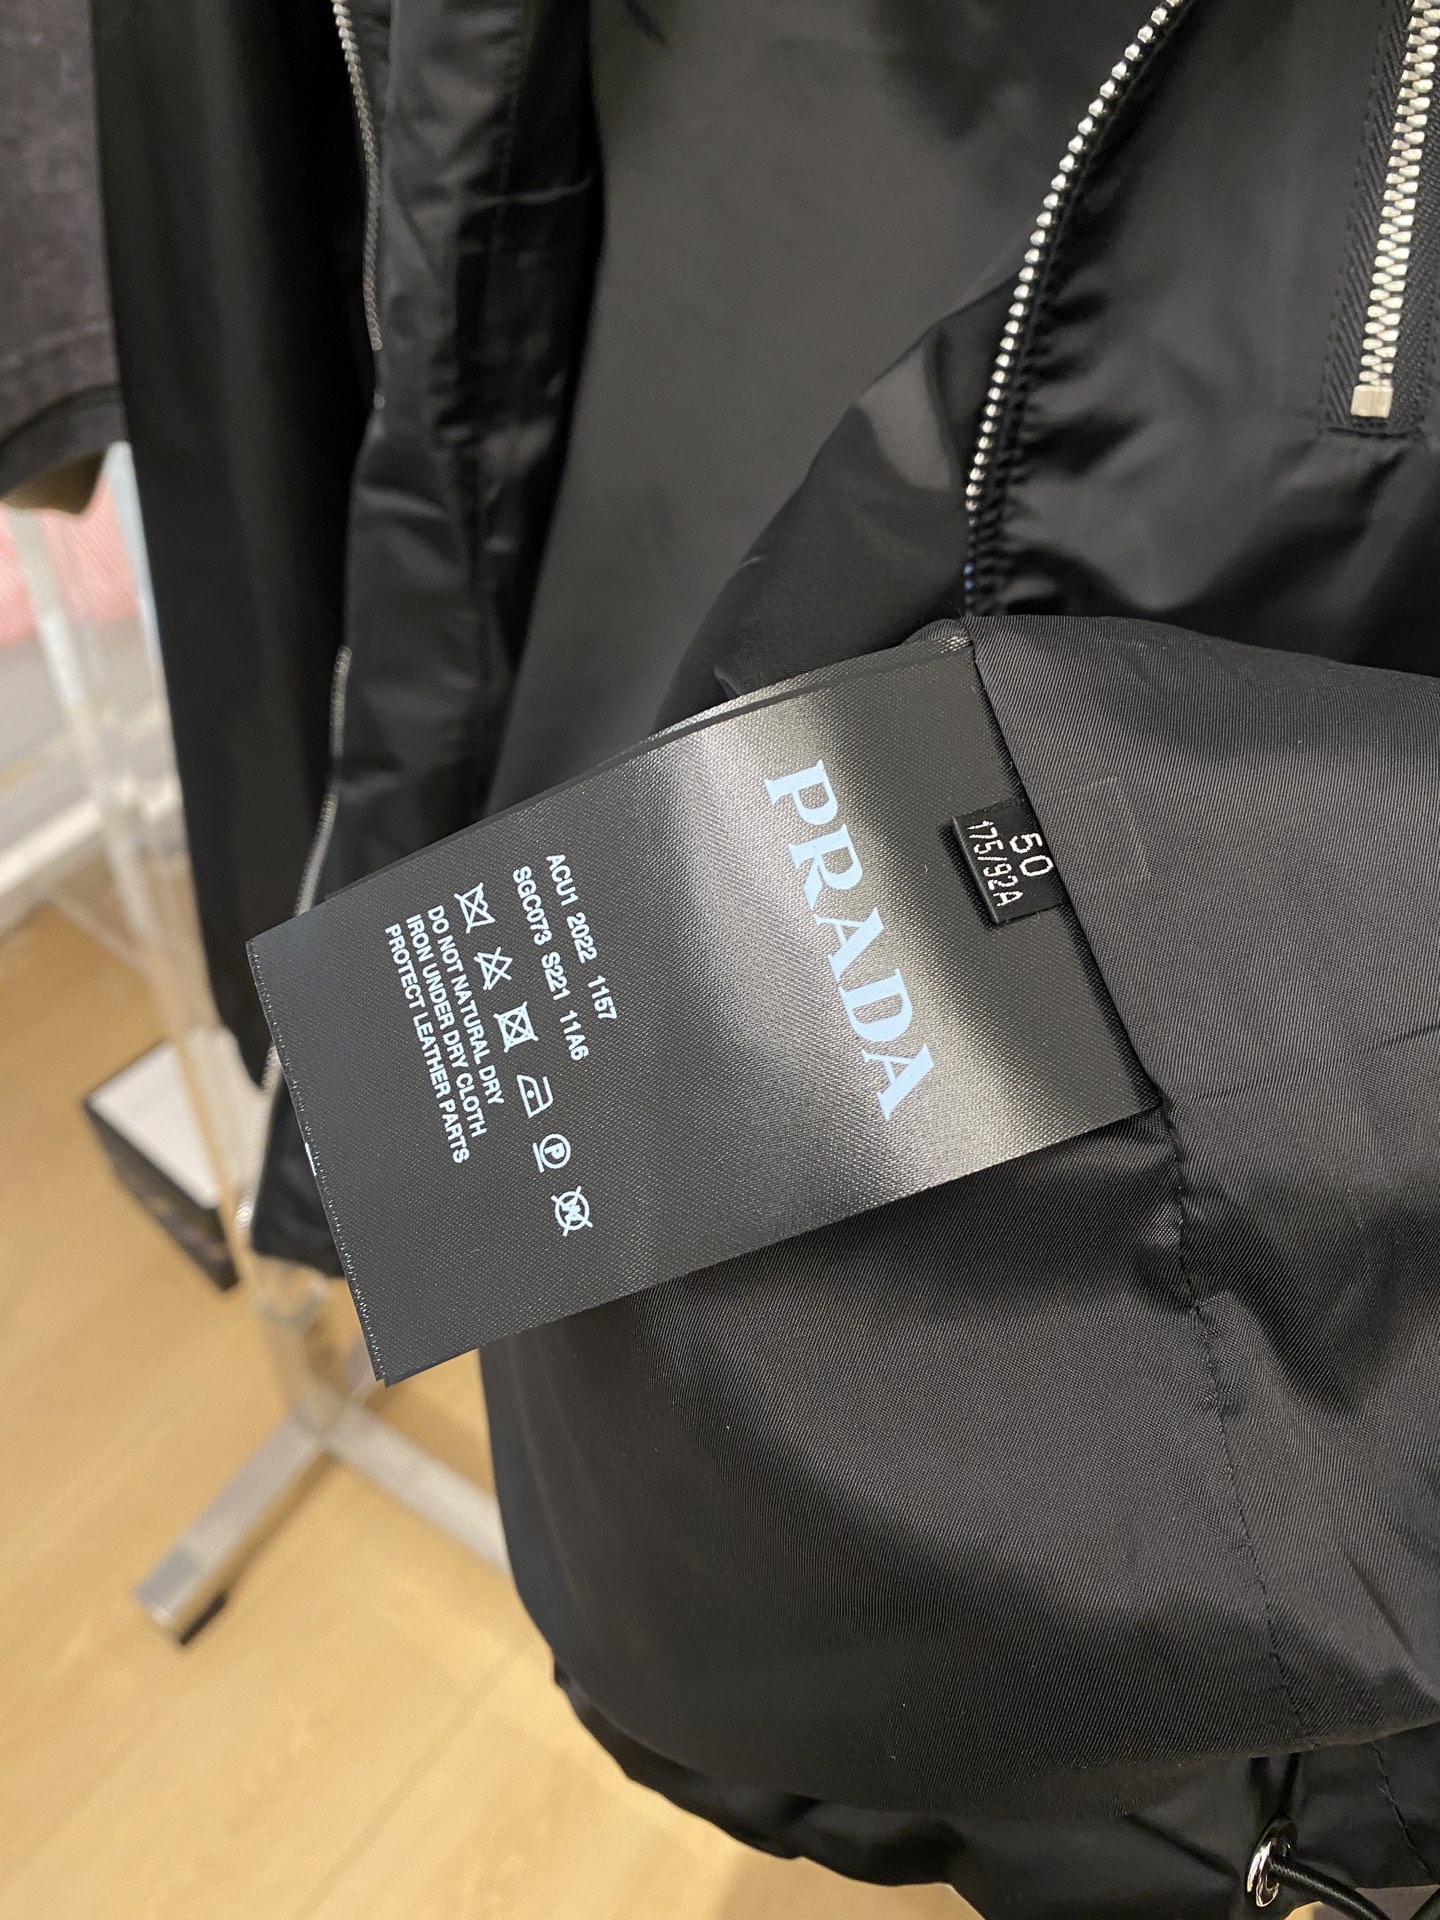 PRADA
50
175/92A
ACU1 2022 1157
SGC073 S221 11A6
P
DO NOT NATURAL DRY
IRON UNDER DRY CLOTH
PROTECT LEATHER PARTS